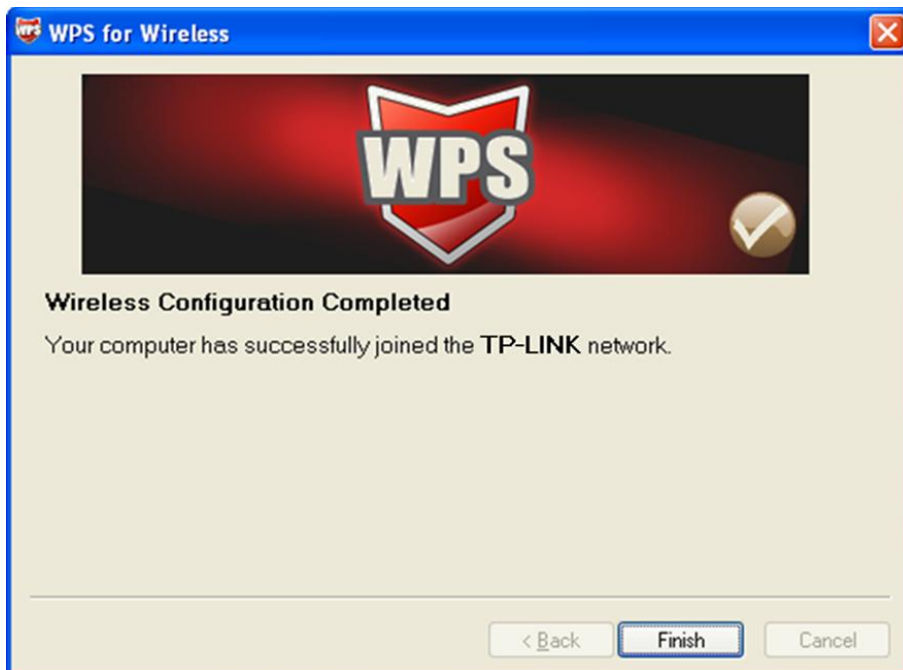 WPS for Wireless
WPS
Wireless Configuration Completed
Your computer has successfully joined the TP-LINK network.
< Back
Finish
Cancel